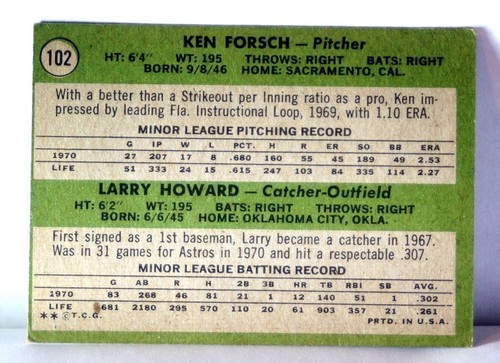 102
KEN FORSCH — Pitcher
HT: 6'4" WT: 195 THROWS: RIGHT BATS: RIGHT
BORN: 9/8/46 HOME: SACRAMENTO, CAL.
With a better than a Strikeout per Inning ratio as a pro, Ken im-
pressed by leading Fla. Instructional Loop, 1969, with 1.10 ERA.
MINOR LEAGUE PITCHING RECORD
G IP W L PCT. H R ER SO BB ERA
1970 27 207 17 8 .680 160 55 45 189 49 2.53
LIFE 51 333 24 15 .615 247 103 84 335 114 2.27
LARRY HOWARD — Catcher-Outfield
HT: 6'2" WT: 195 BATS: RIGHT THROWS: RIGHT
BORN: 6/6/45 HOME: OKLAHOMA CITY, OKLA.
First signed as a 1st baseman, Larry became a catcher in 1967.
Was in 31 games for Astros in 1970 and hit a respectable .307.
MINOR LEAGUE BATTING RECORD
G AB R H 2B 3B HR TB RBI SB AVG.
1970 83 268 46 81 21 1 12 140 51 1 .302
LIFE 681 2180 295 570 110 20 61 903 357 21 .261
** © T.C.G. PRTD. IN U.S.A.